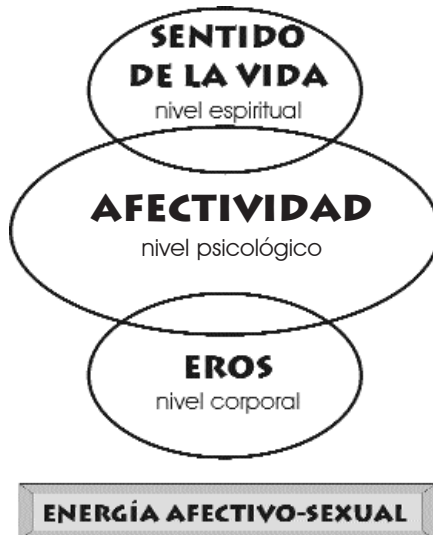 SENTIDO
DE LA VIDA
nivel espiritual
AFECTIVIDAD
nivel psicológico
EROS
nivel corporal
ENERGÍA AFECTIVO-SEXUAL